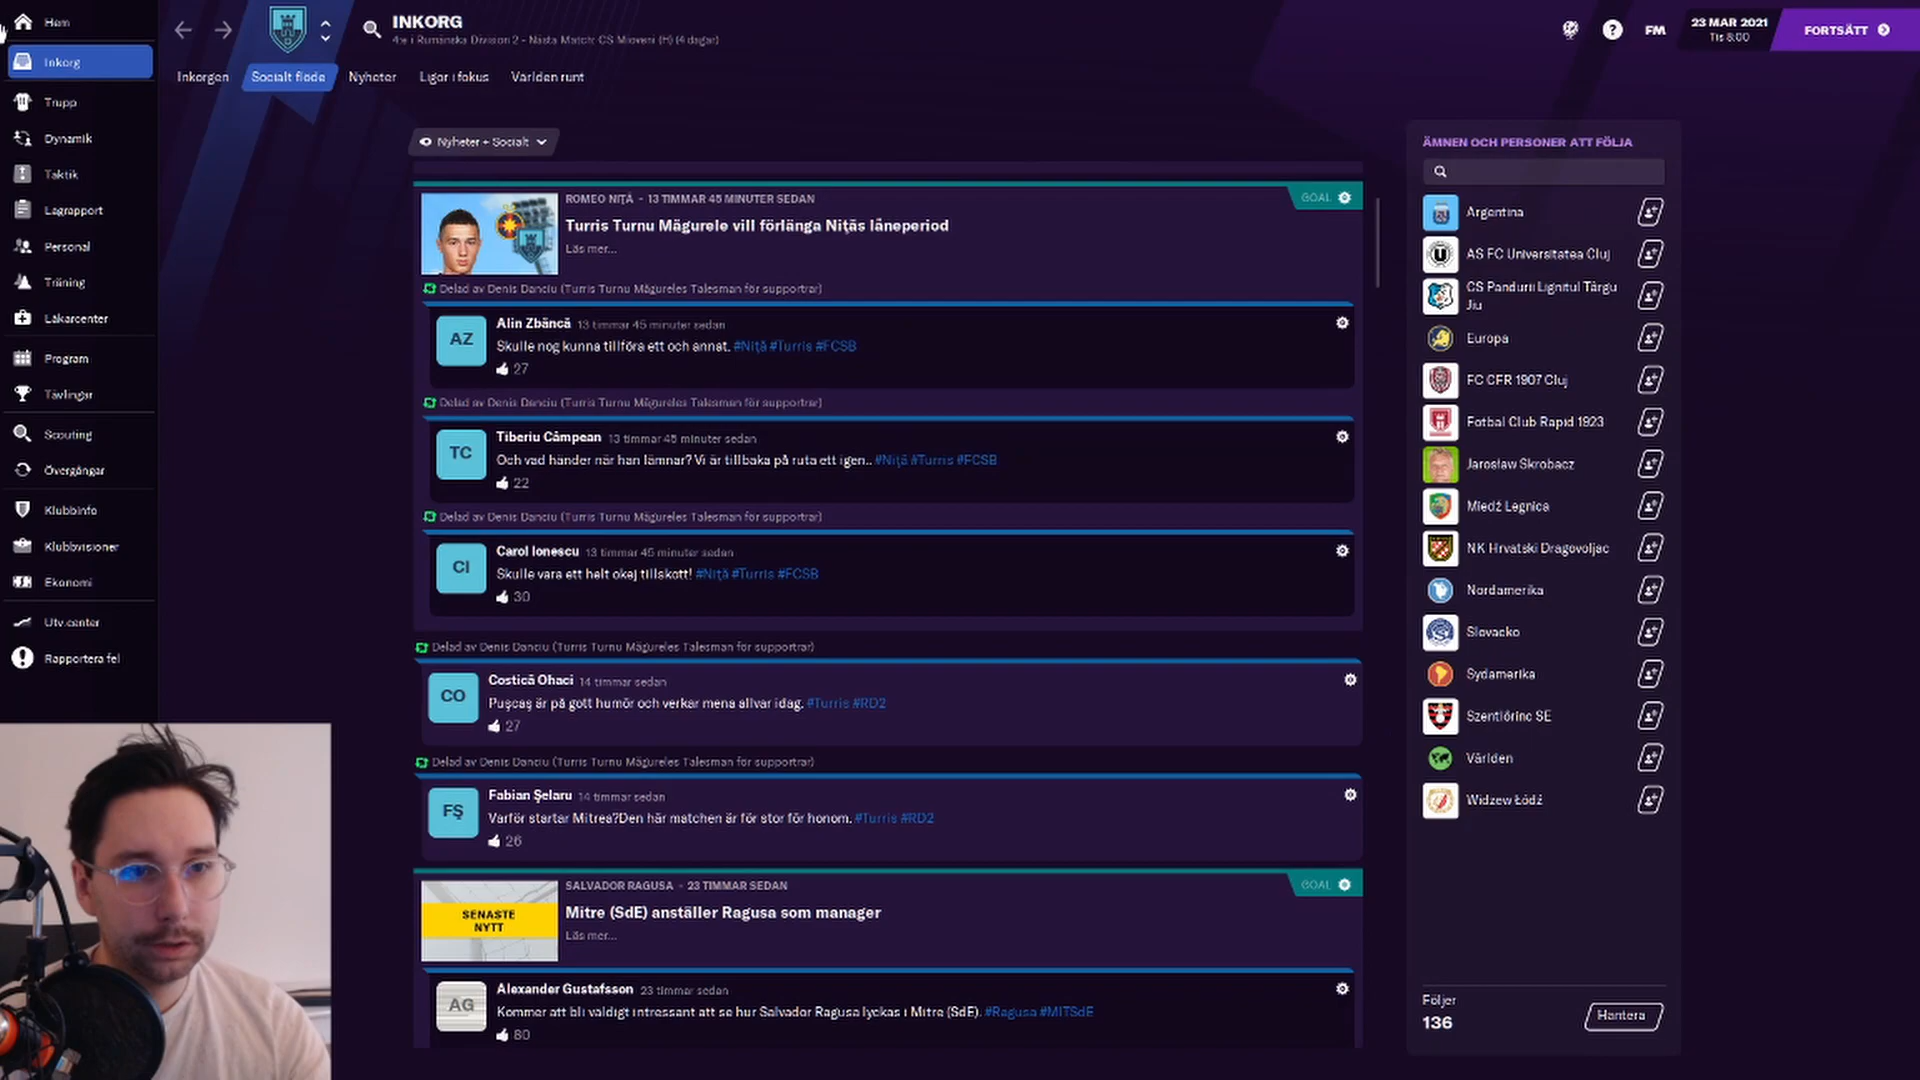 Hem
Inkorg
Trupp
Dynamik
Taktik
Lagrapport
Personal
Träning
Läkarcenter
Program
Tävlingar
Scouting
Övergångar
Klubbinfo
Klubbvisioner
Ekonomi
Utv.center
Rapportera fel
INKORG
4:e i Rumänska Division 2 - Nästa Match: CS Mioveni (H) (4 dagar)
Inkorgen Socialt flöde Nyheter Ligor i fokus Världen runt
FM
23 MAR 2021
Tis 8:00
FORTSÄTT
Nyheter + Socialt
ROMEO NIȚĂ - 13 TIMMAR 45 MINUTER SEDAN
GOAL
Turris Turnu Măgurele vill förlänga Nițăs låneperiod
Läs mer...
Delad av Denis Danciu (Turris Turnu Măgureles Talesman för supportrar)
AZ
Alin Zbâncă 13 timmar 45 minuter sedan
Skulle nog kunna tillföra ett och annat. #Niță #Turris #FCSB
27
Delad av Denis Danciu (Turris Turnu Măgureles Talesman för supportrar)
TC
Tiberiu Câmpean 13 timmar 45 minuter sedan
Och vad händer när han lämnar? Vi är tillbaka på ruta ett igen.. #Niță #Turris #FCSB
22
Delad av Denis Danciu (Turris Turnu Măgureles Talesman för supportrar)
CI
Carol Ionescu 13 timmar 45 minuter sedan
Skulle vara ett helt okej tillskott! #Niță #Turris #FCSB
30
Delad av Denis Danciu (Turris Turnu Măgureles Talesman för supportrar)
CO
Costică Ohaci 14 timmar sedan
Pușcaș är på gott humör och verkar mena allvar idag. #Turris #RD2
27
Delad av Denis Danciu (Turris Turnu Măgureles Talesman för supportrar)
FȘ
Fabian Șelaru 14 timmar sedan
Varför startar Mitrea?Den här matchen är för stor för honom. #Turris #RD2
26
SALVADOR RAGUSA - 23 TIMMAR SEDAN
GOAL
SENASTE
NYTT
Mitre (SdE) anställer Ragusa som manager
Läs mer...
AG
Alexander Gustafsson 23 timmar sedan
Kommer att bli väldigt intressant att se hur Salvador Ragusa lyckas i Mitre (SdE). #Ragusa #MITSdE
80
ÄMNEN OCH PERSONER ATT FÖLJA
Argentina
AS FC Universitatea Cluj
CS Pandurii Lignitul Târgu
Jiu
Europa
FC CFR 1907 Cluj
Fotbal Club Rapid 1923
Jarosław Skrobacz
Miedź Legnica
NK Hrvatski Dragovoljac
Nordamerika
Slovacko
Sydamerika
Szentlőrinc SE
Världen
Widzew Łódź
Följer
136
Hantera